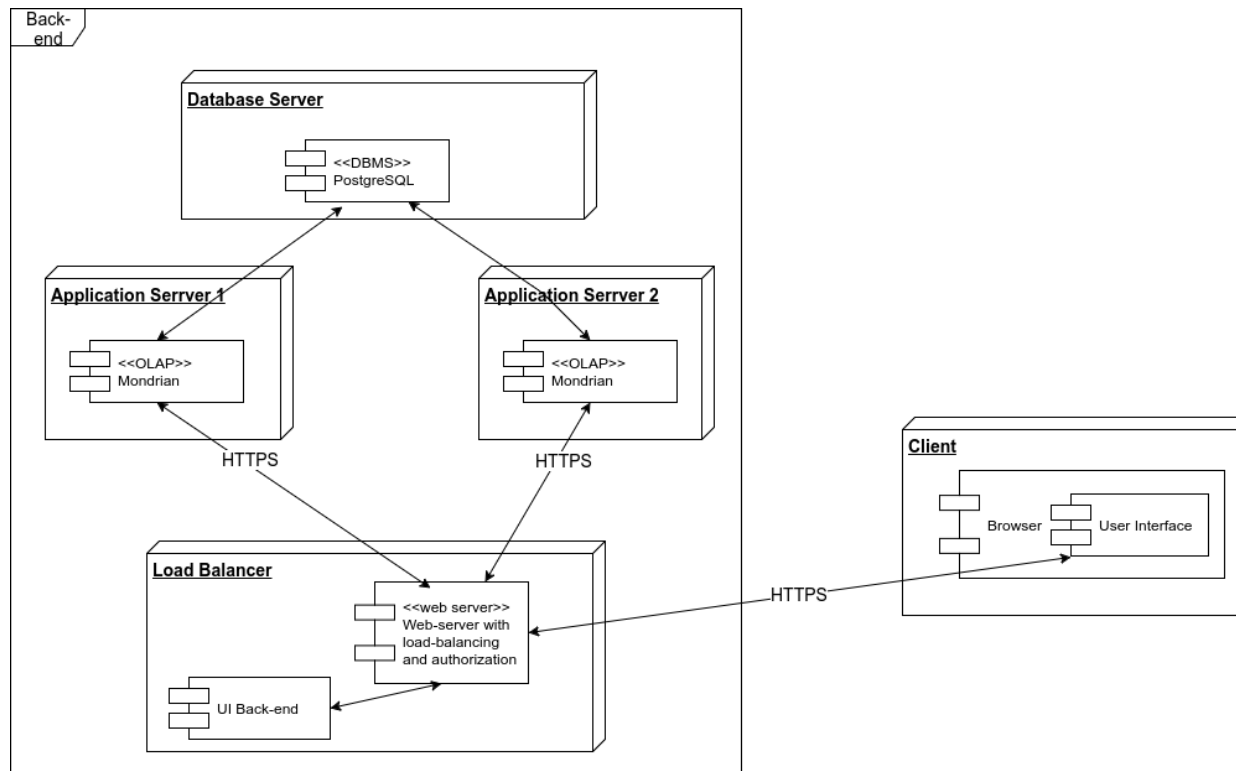 Back-
end
Database Server
<<DBMS>>
PostgreSQL
Application Serrver 1
Application Serrver 2
<<OLAP>>
Mondrian
<<OLAP>>
Mondrian
HTTPS
HTTPS
Client
Browser
User Interface
Load Balancer
HTTPS
<<web server>>
Web-server with
load-balancing
and authorization
UI Back-end